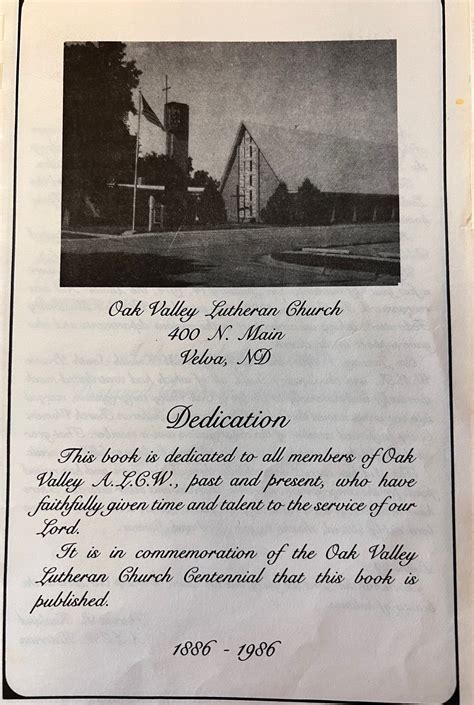 Oak Valley Lutheran Church
400 N. Main
Velva, ND
Dedication
This book is dedicated to all members of Oak
Valley A.L.C.W., past and present, who have
faithfully given time and talent to the service of our
Lord.
It is in commemoration of the Oak Valley
Lutheran Church Centennial that this book is
published.
1886 - 1986